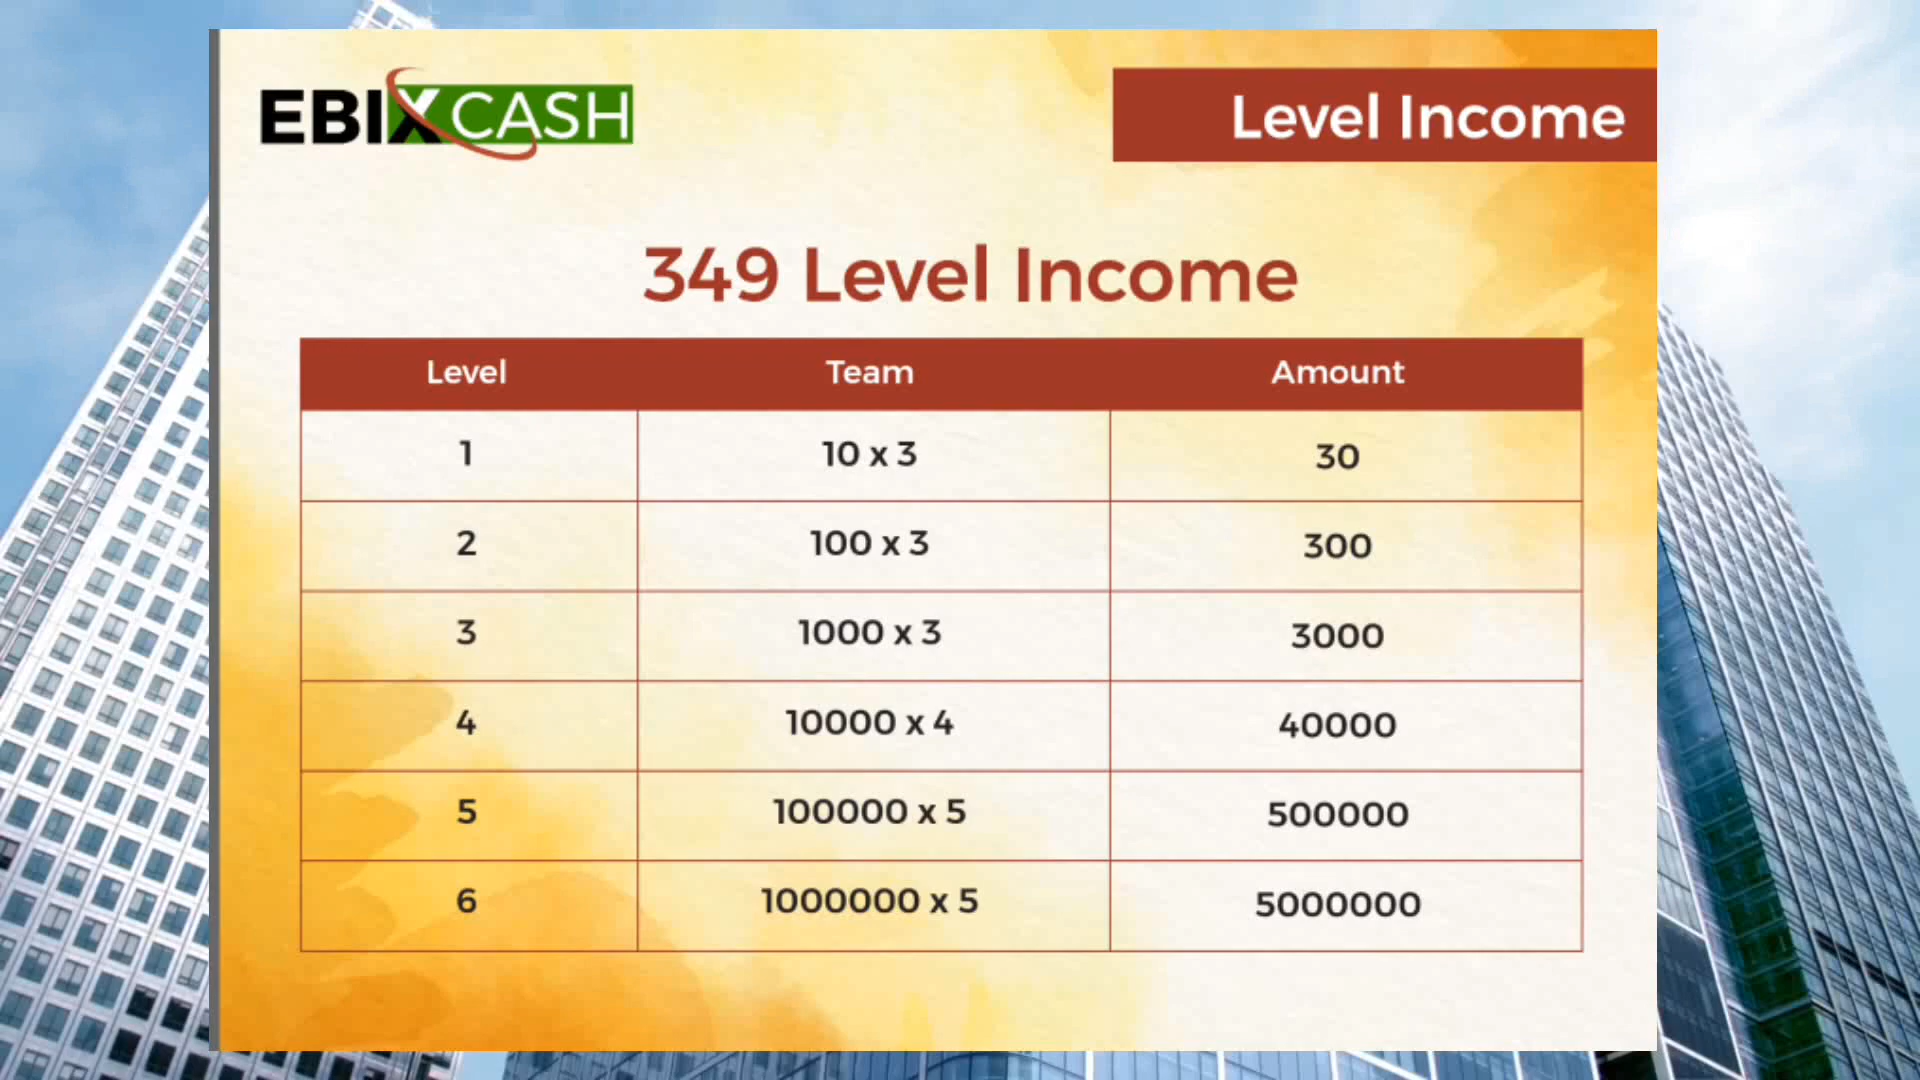 EBIXCASH
Level Income
349 Level Income
Level Team Amount
1 10 x 3 30
2 100 x 3 300
3 1000 x 3 3000
4 10000 x 4 40000
5 100000 x 5 500000
6 1000000 x 5 5000000